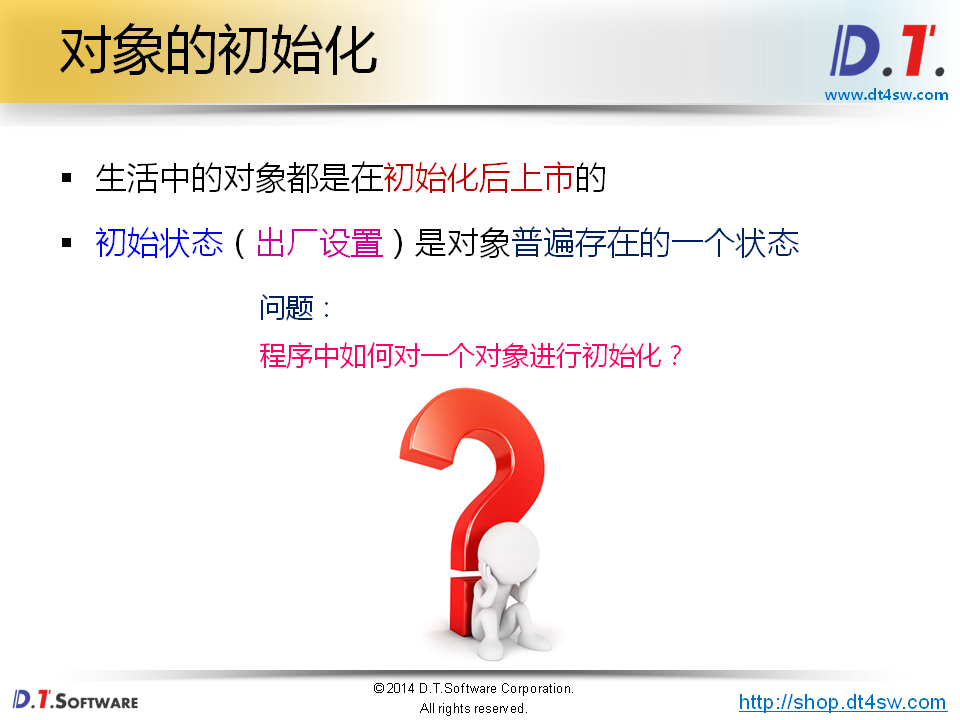 对象的初始化
D.T.
www.dt4sw.com
▪ 生活中的对象都是在初始化后上市的
▪ 初始状态（出厂设置）是对象普遍存在的一个状态
问题：
程序中如何对一个对象进行初始化？
D.T.SOFTWARE
©2014 D.T.Software Corporation.
All rights reserved.
http://shop.dt4sw.com